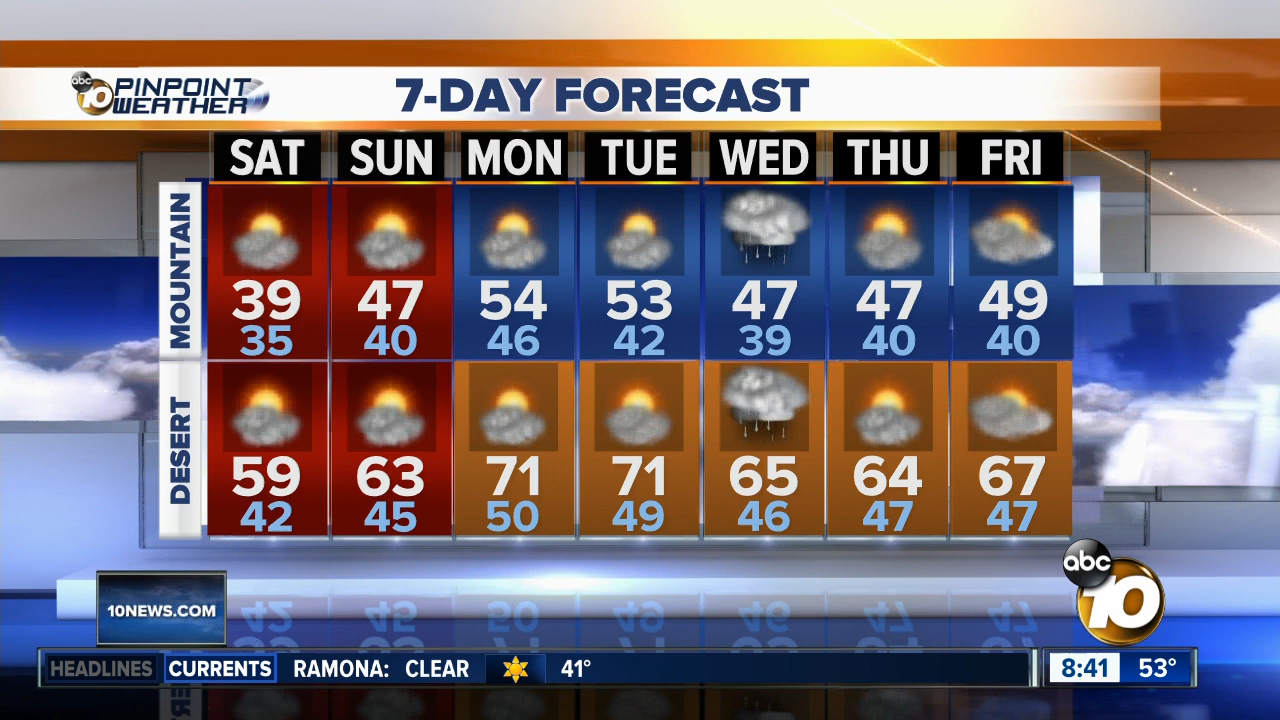 abc 10 PINPOINT WEATHER
7-DAY FORECAST
SAT SUN MON TUE WED THU FRI
MOUNTAIN
39 47 54 53 47 47 49
35 40 46 42 39 40 40
DESERT
59 63 71 71 65 64 67
42 45 50 49 46 47 47
abc 10
10NEWS.COM
HEADLINES CURRENTS RAMONA: CLEAR 41° 8:41 53°